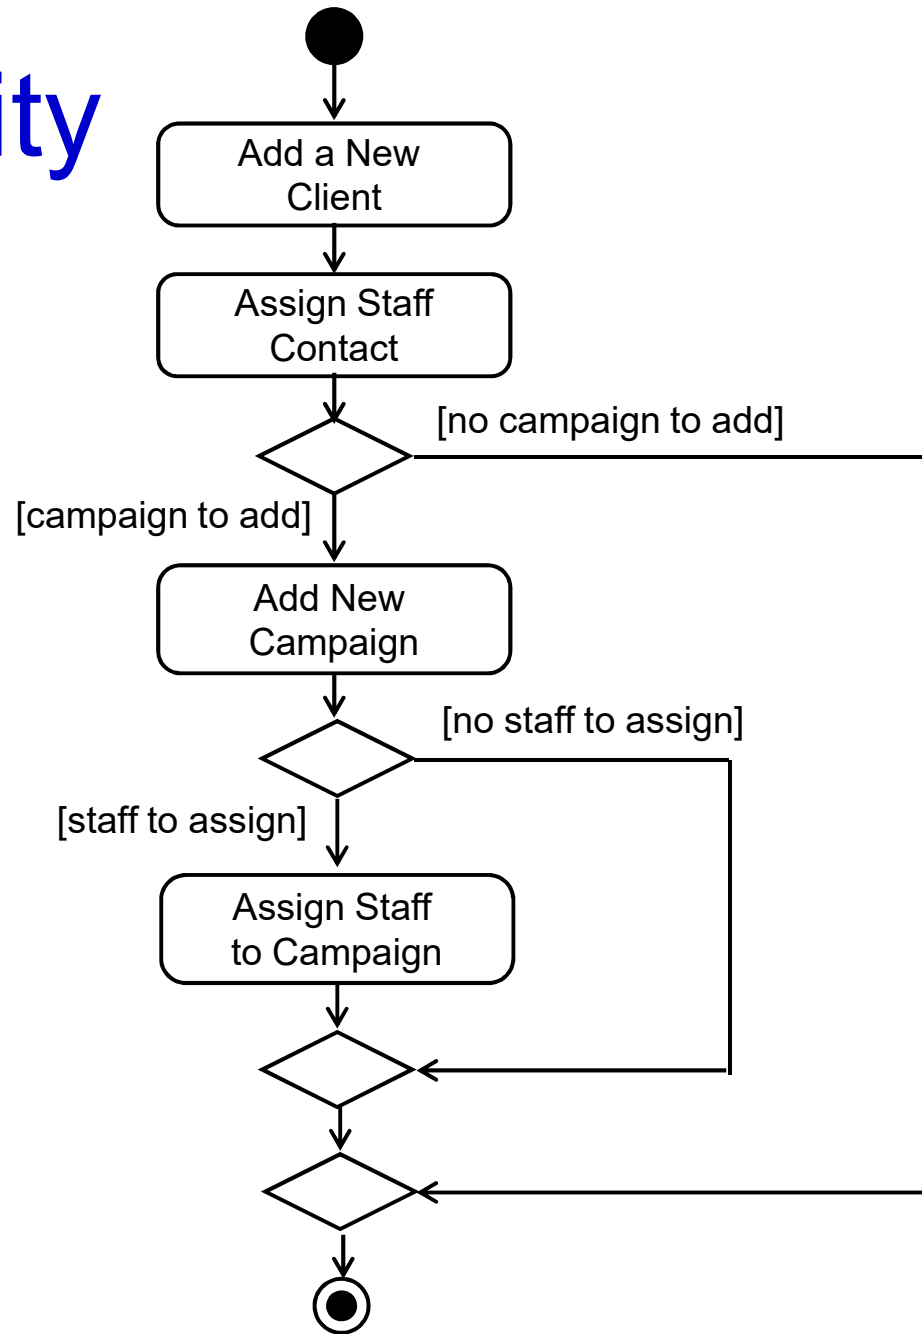 ity
Add a New
Client
Assign Staff
Contact
[no campaign to add]
[campaign to add]
Add New
Campaign
[no staff to assign]
[staff to assign]
Assign Staff
to Campaign